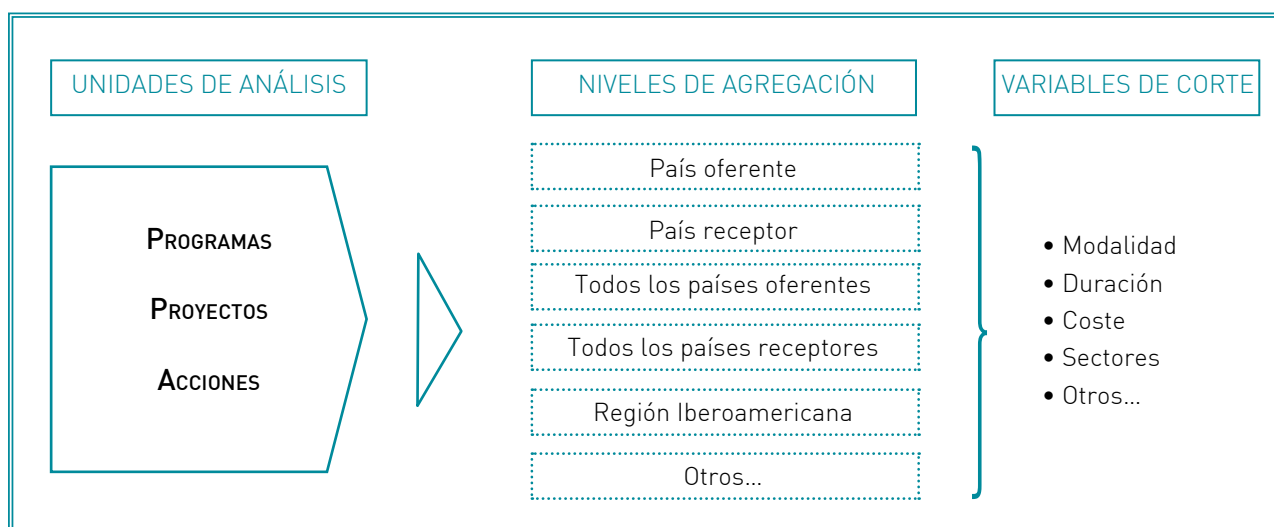 UNIDADES DE ANÁLISIS
PROGRAMAS
PROYECTOS
ACCIONES
NIVELES DE AGREGACIÓN
País oferente
País receptor
Todos los países oferentes
Todos los países receptores
Región Iberoamericana
Otros...
VARIABLES DE CORTE
• Modalidad
• Duración
• Coste
• Sectores
• Otros...